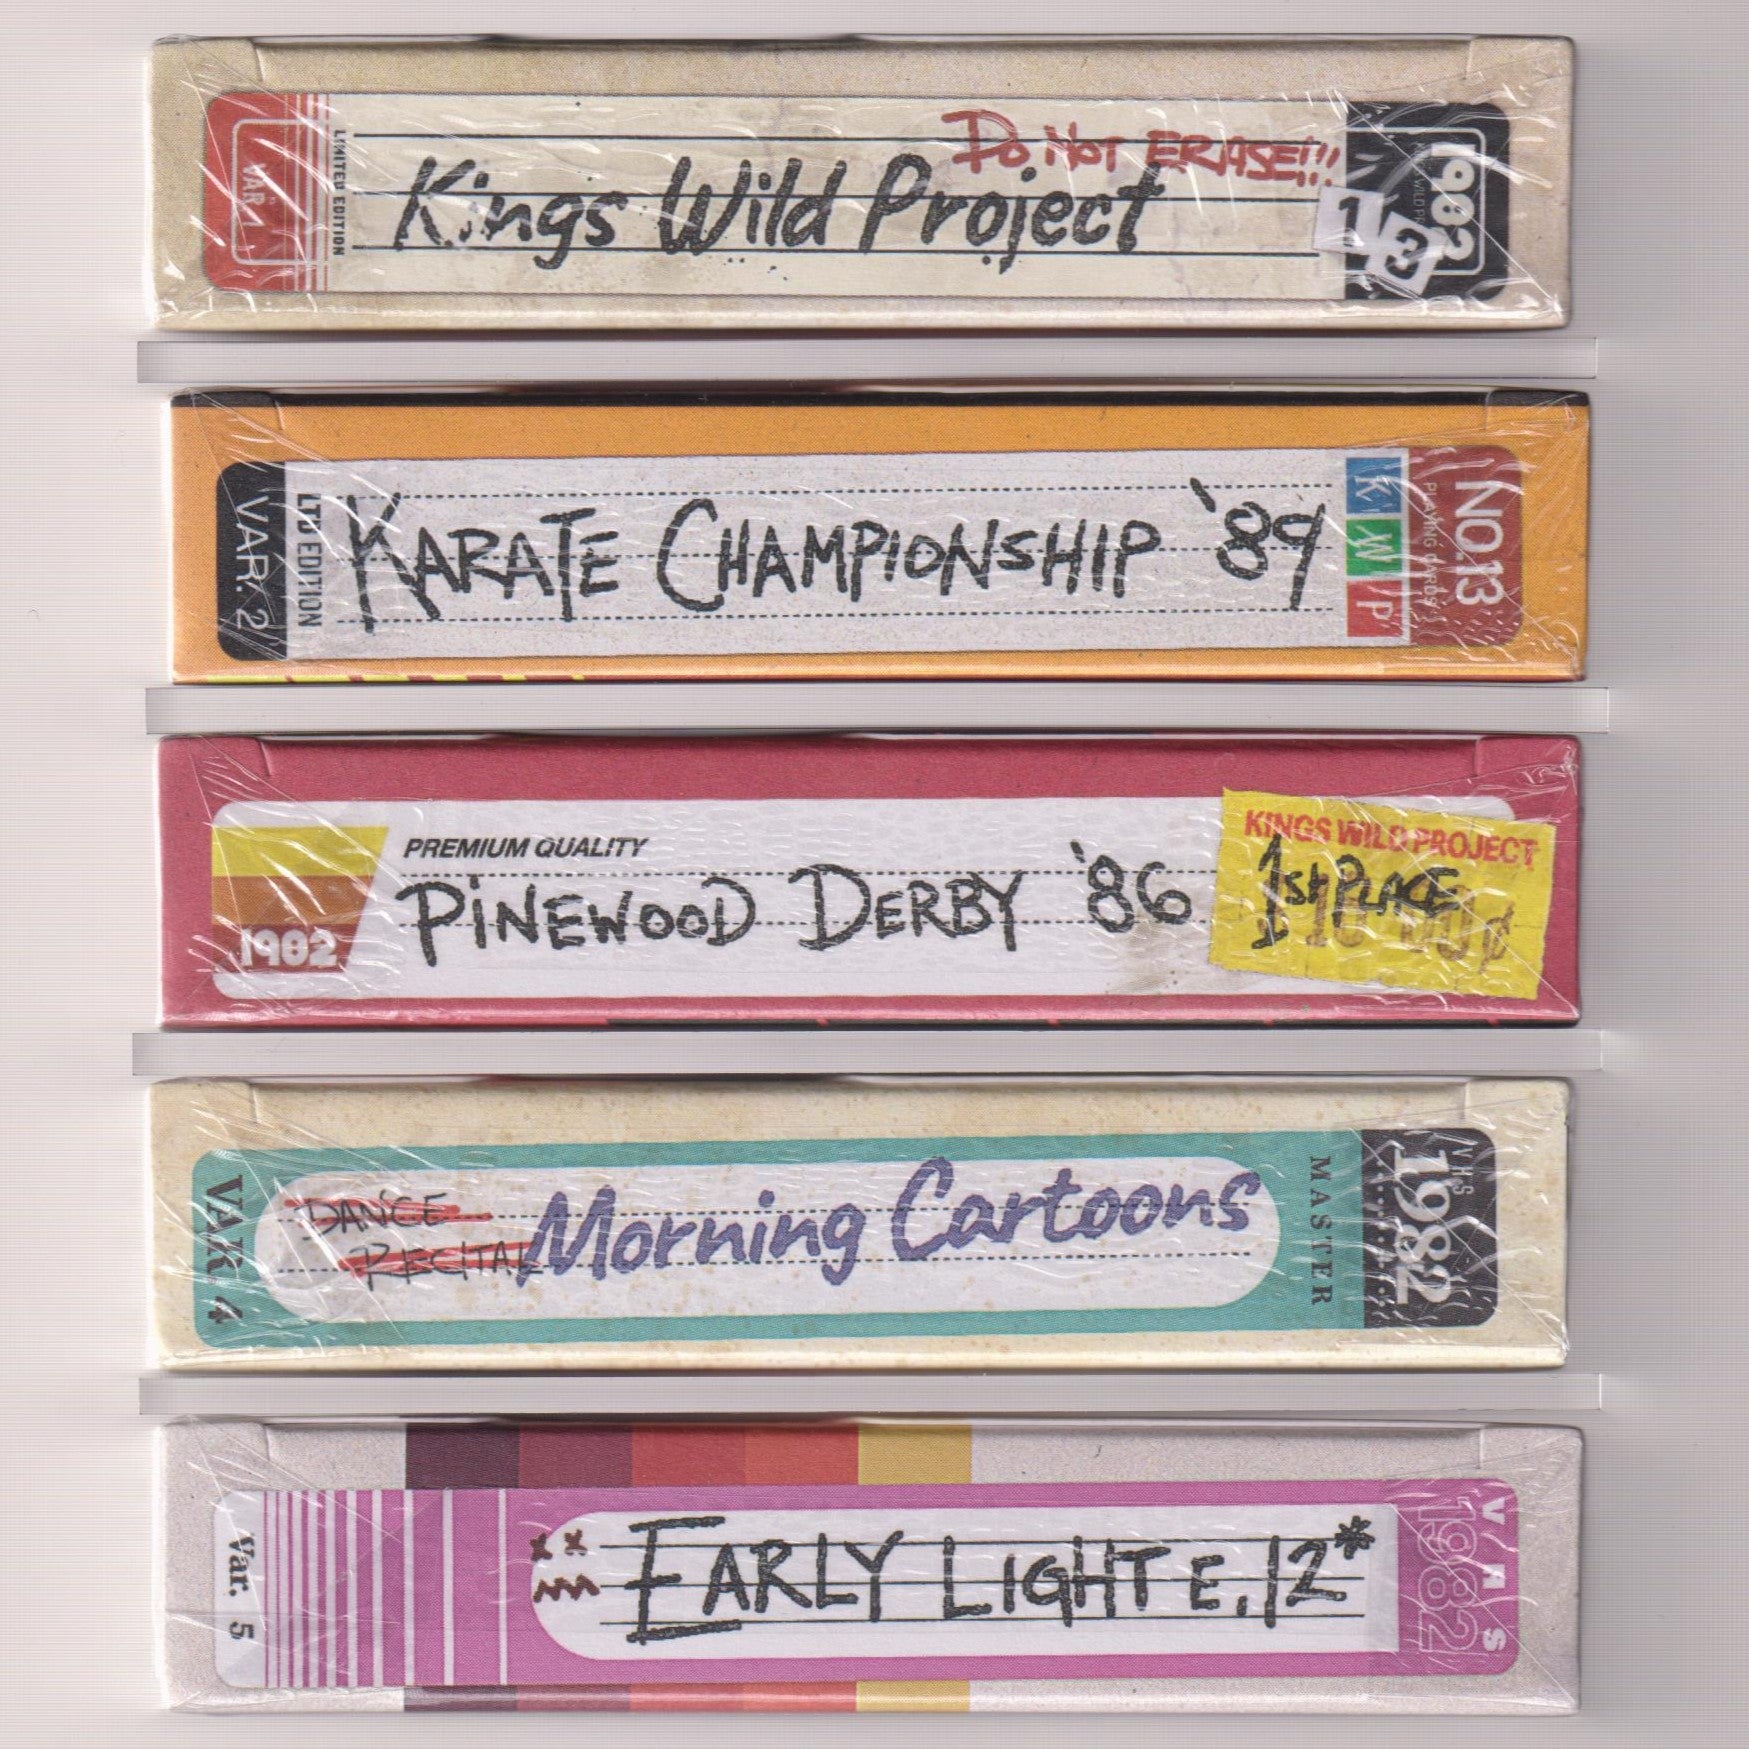 VAR. 1
LIMITED EDITION
Kings Wild Project
DO NOT ERASE!!!
13
1982
VAR. 2
LTD EDITION
KARATE CHAMPIONSHIP '89
K W P
PLAYING CARDS
NO.13
1982
PREMIUM QUALITY
PINEWOOD DERBY '86
KINGS WILD PROJECT
1st PLACE
VAR. 4
DANCE
RECITAL
Morning Cartoons
MASTER
VHS
1982
Var. 5
EARLY LIGHT E.12*
VHS
1982